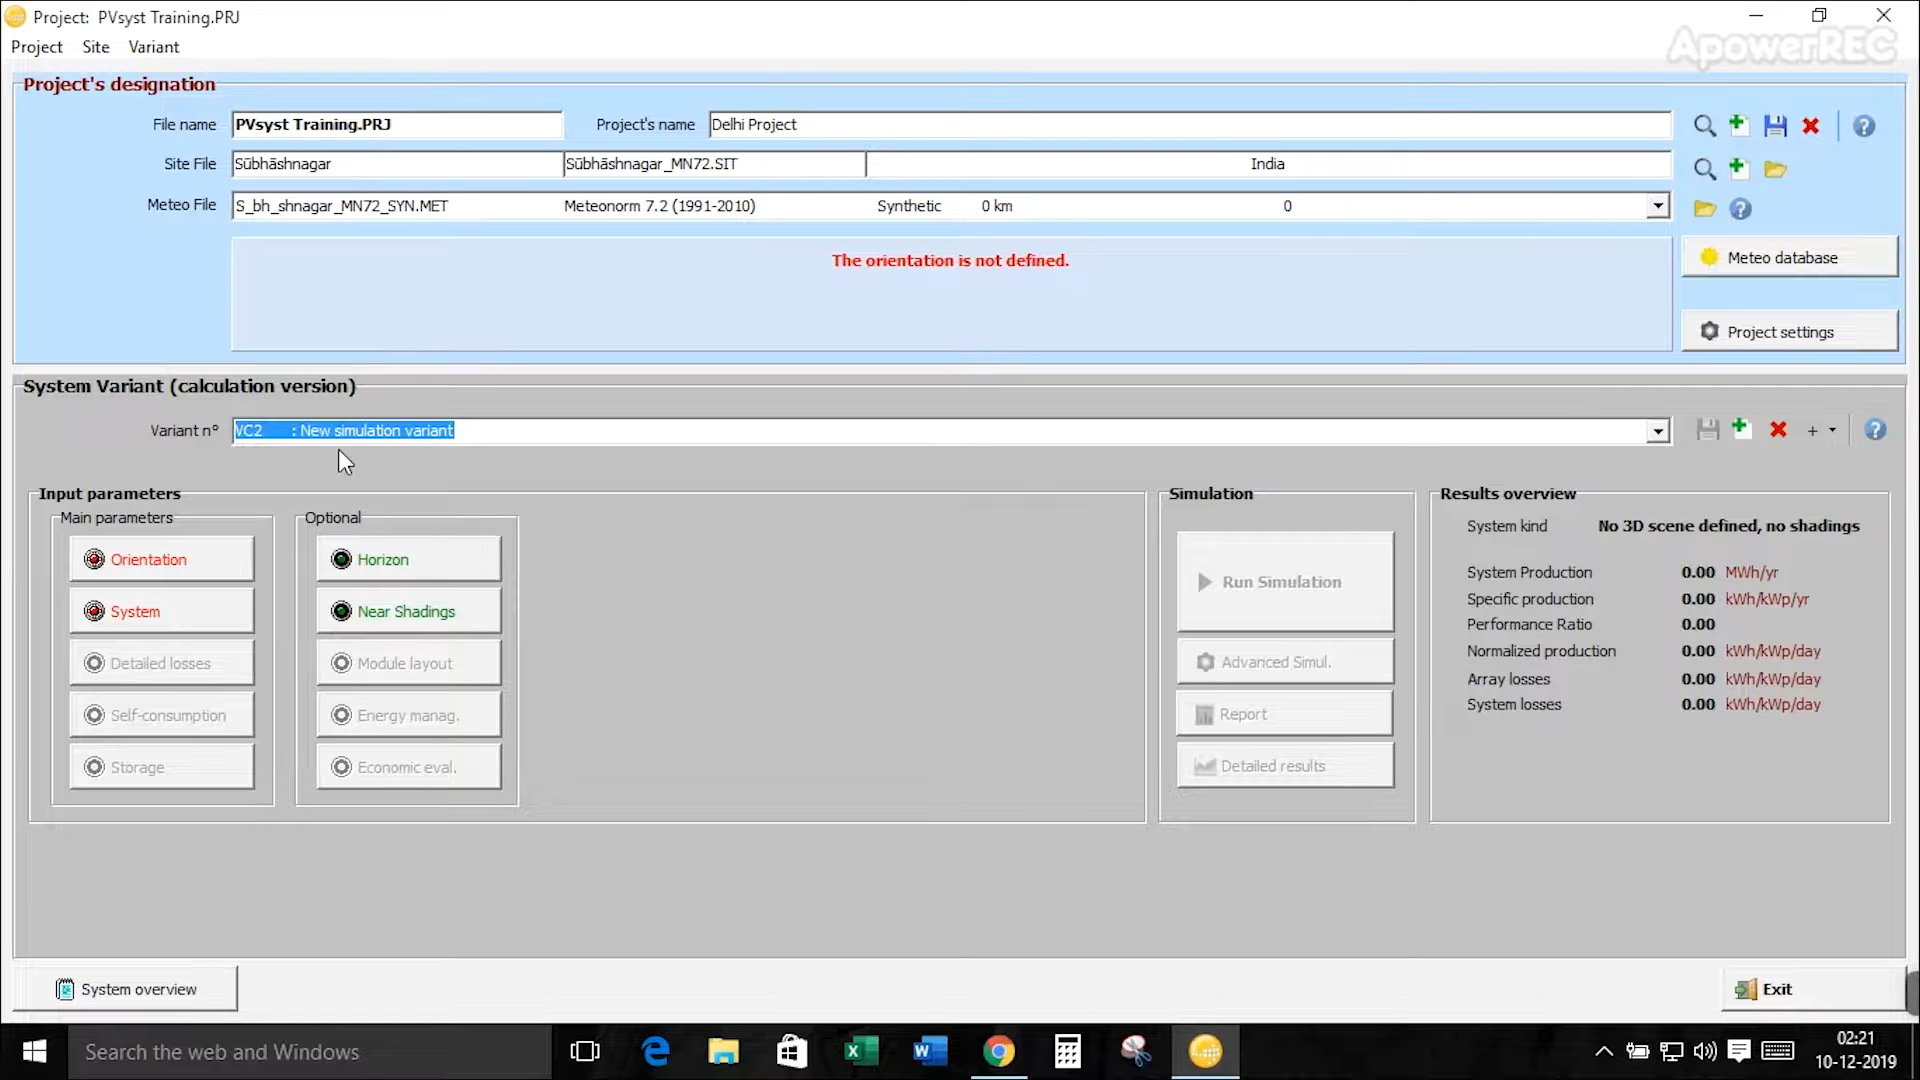 Project: PVsyst Training.PRJ
Project Site Variant
ApowerREC
Project's designation
File name PVsyst Training.PRJ Project's name Delhi Project
Site File Sūbhāshnagar Sūbhāshnagar_MN72.SIT India
Meteo File S_bh_shnagar_MN72_SYN.MET Meteonorm 7.2 (1991-2010) Synthetic 0 km 0
The orientation is not defined.
Meteo database
Project settings
System Variant (calculation version)
Variant n° VC2 : New simulation variant
Input parameters
Main parameters
Orientation
System
Detailed losses
Self-consumption
Storage
Optional
Horizon
Near Shadings
Module layout
Energy manag.
Economic eval.
Simulation
Run Simulation
Advanced Simul.
Report
Detailed results
Results overview
System kind No 3D scene defined, no shadings
System Production 0.00 MWh/yr
Specific production 0.00 kWh/kWp/yr
Performance Ratio 0.00
Normalized production 0.00 kWh/kWp/day
Array losses 0.00 kWh/kWp/day
System losses 0.00 kWh/kWp/day
System overview
Exit
Search the web and Windows
02:21
10-12-2019